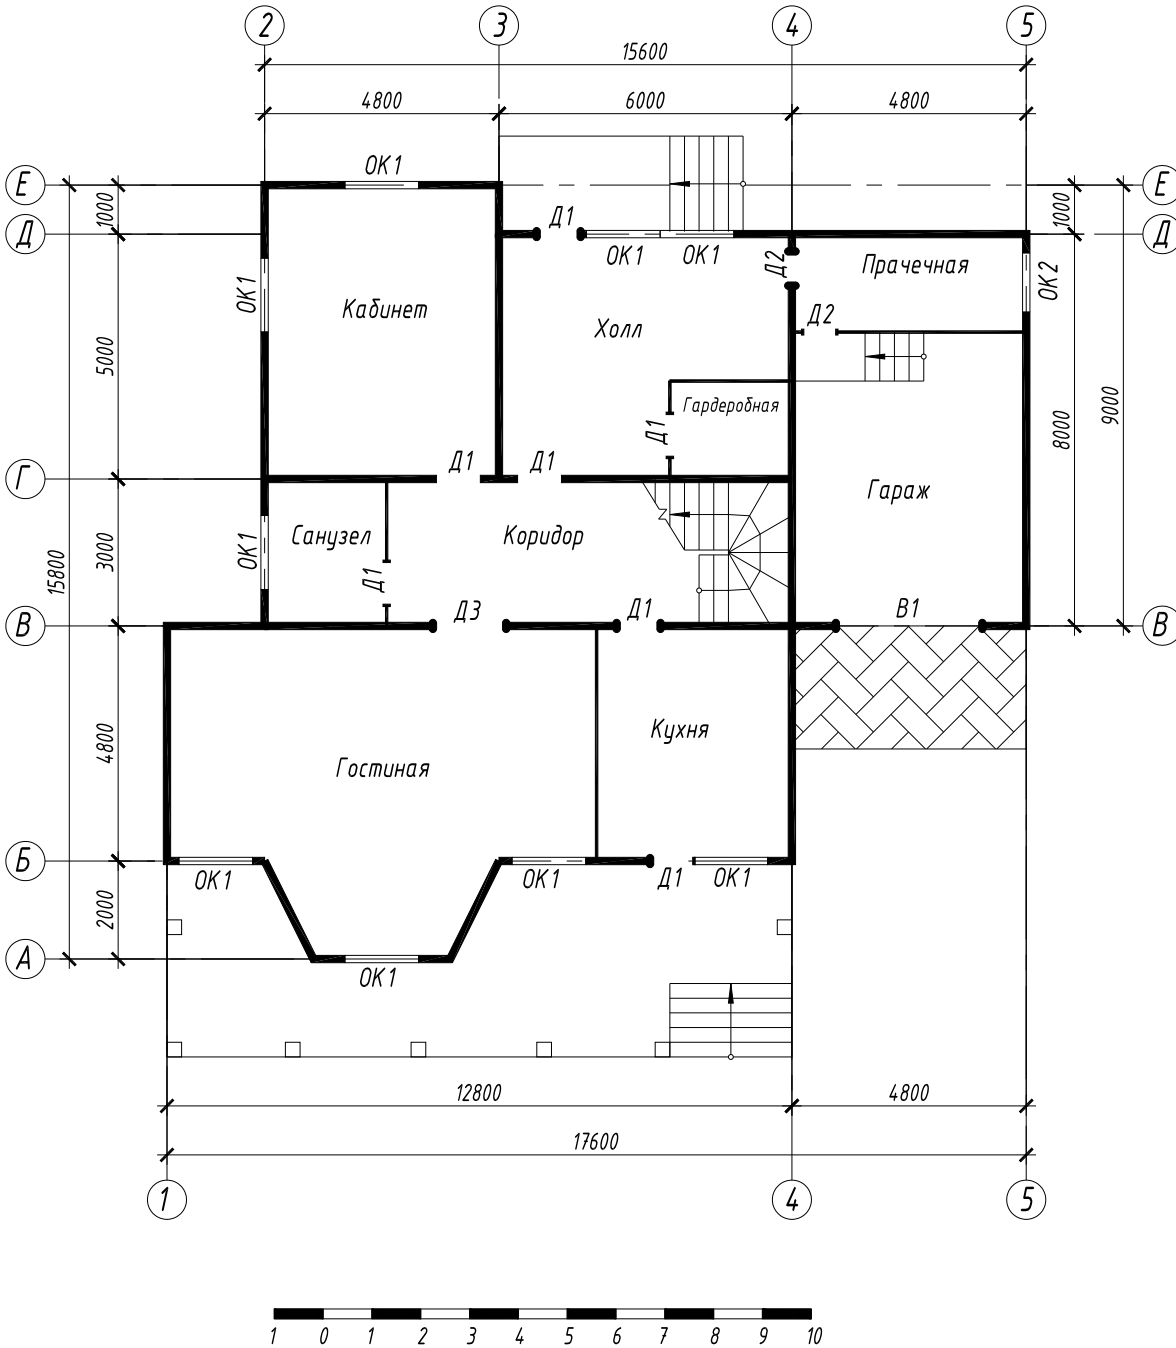 2 3 4 5
15600
4800 6000 4800
ОК1
Е Е
1000 1000
Д Д1 Д
ОК1 ОК1 Д2 Прачечная ОК2
ОК1 Кабинет Холл Д2
5000 8000 9000
Гардеробная
Д1
Д1 Д1
Г Гараж
Санузел Коридор
ОК1 3000
15800 Д1
В Д3 Д1 В1 В
4800 Кухня
Гостиная
Б
ОК1 ОК1 Д1 ОК1
2000
А
ОК1
12800 4800
17600
1 4 5
1 0 1 2 3 4 5 6 7 8 9 10